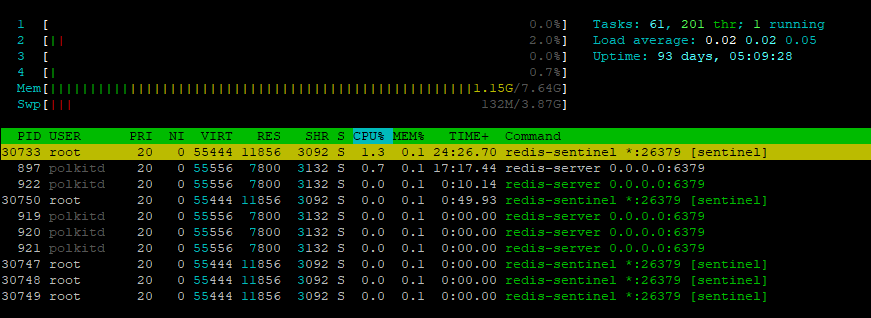 1 [ 0.0%] Tasks: 61, 201 thr; 1 running
2 [|| 2.0%] Load average: 0.02 0.02 0.05
3 [ 0.0%] Uptime: 93 days, 05:09:28
4 [| 0.7%]
Mem[||||||||||||||||||||||||||||||||||||||||||||||||||||1.15G/7.64G]
Swp[||| 132M/3.87G]
PID USER PRI NI VIRT RES SHR S CPU% MEM% TIME+ Command
30733 root 20 0 55444 11856 3092 S 1.3 0.1 24:26.70 redis-sentinel *:26379 [sentinel]
897 polkitd 20 0 55556 7800 3132 S 0.7 0.1 17:17.44 redis-server 0.0.0.0:6379
922 polkitd 20 0 55556 7800 3132 S 0.0 0.1 0:10.14 redis-server 0.0.0.0:6379
30750 root 20 0 55444 11856 3092 S 0.0 0.1 0:49.93 redis-sentinel *:26379 [sentinel]
919 polkitd 20 0 55556 7800 3132 S 0.0 0.1 0:00.00 redis-server 0.0.0.0:6379
920 polkitd 20 0 55556 7800 3132 S 0.0 0.1 0:00.00 redis-server 0.0.0.0:6379
921 polkitd 20 0 55556 7800 3132 S 0.0 0.1 0:00.00 redis-server 0.0.0.0:6379
30747 root 20 0 55444 11856 3092 S 0.0 0.1 0:00.00 redis-sentinel *:26379 [sentinel]
30748 root 20 0 55444 11856 3092 S 0.0 0.1 0:00.00 redis-sentinel *:26379 [sentinel]
30749 root 20 0 55444 11856 3092 S 0.0 0.1 0:00.00 redis-sentinel *:26379 [sentinel]